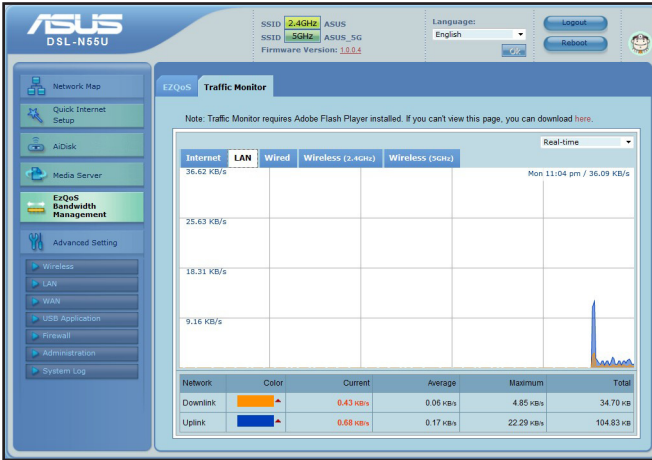 ASUS
DSL-N55U
SSID 2.4GHz ASUS
SSID 5GHz ASUS_5G
Firmware Version: 1.0.0.4
Language:
English
OK
Logout
Reboot
Network Map
Quick Internet
Setup
AiDisk
Media Server
EzQoS
Bandwidth
Management
Advanced Setting
Wireless
LAN
WAN
USB Application
Firewall
Administration
System Log
EZQoS Traffic Monitor
Note: Traffic Monitor requires Adobe Flash Player installed. If you can't view this page, you can download here.
Real-time
Internet LAN Wired Wireless (2.4GHz) Wireless (5GHz)
36.62 KB/s
Mon 11:04 pm / 36.09 KB/s
25.63 KB/s
18.31 KB/s
9.16 KB/s
Network Color Current Average Maximum Total
Downlink 0.43 KB/s 0.06 KB/s 4.85 KB/s 34.70 KB
Uplink 0.68 KB/s 0.17 KB/s 22.29 KB/s 104.83 KB